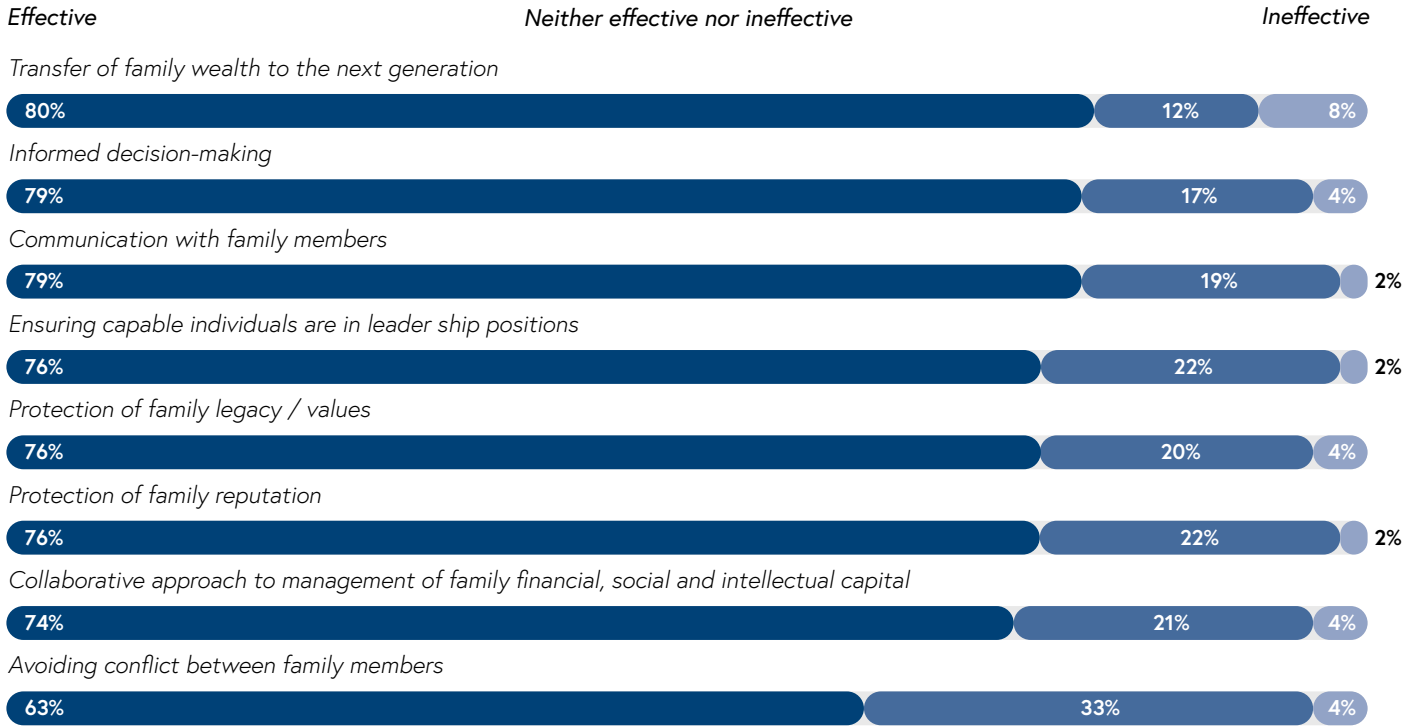 Effective Neither effective nor ineffective Ineffective
Transfer of family wealth to the next generation
80% 12% 8%
Informed decision-making
79% 17% 4%
Communication with family members
79% 19% 2%
Ensuring capable individuals are in leader ship positions
76% 22% 2%
Protection of family legacy / values
76% 20% 4%
Protection of family reputation
76% 22% 2%
Collaborative approach to management of family financial, social and intellectual capital
74% 21% 4%
Avoiding conflict between family members
63% 33% 4%